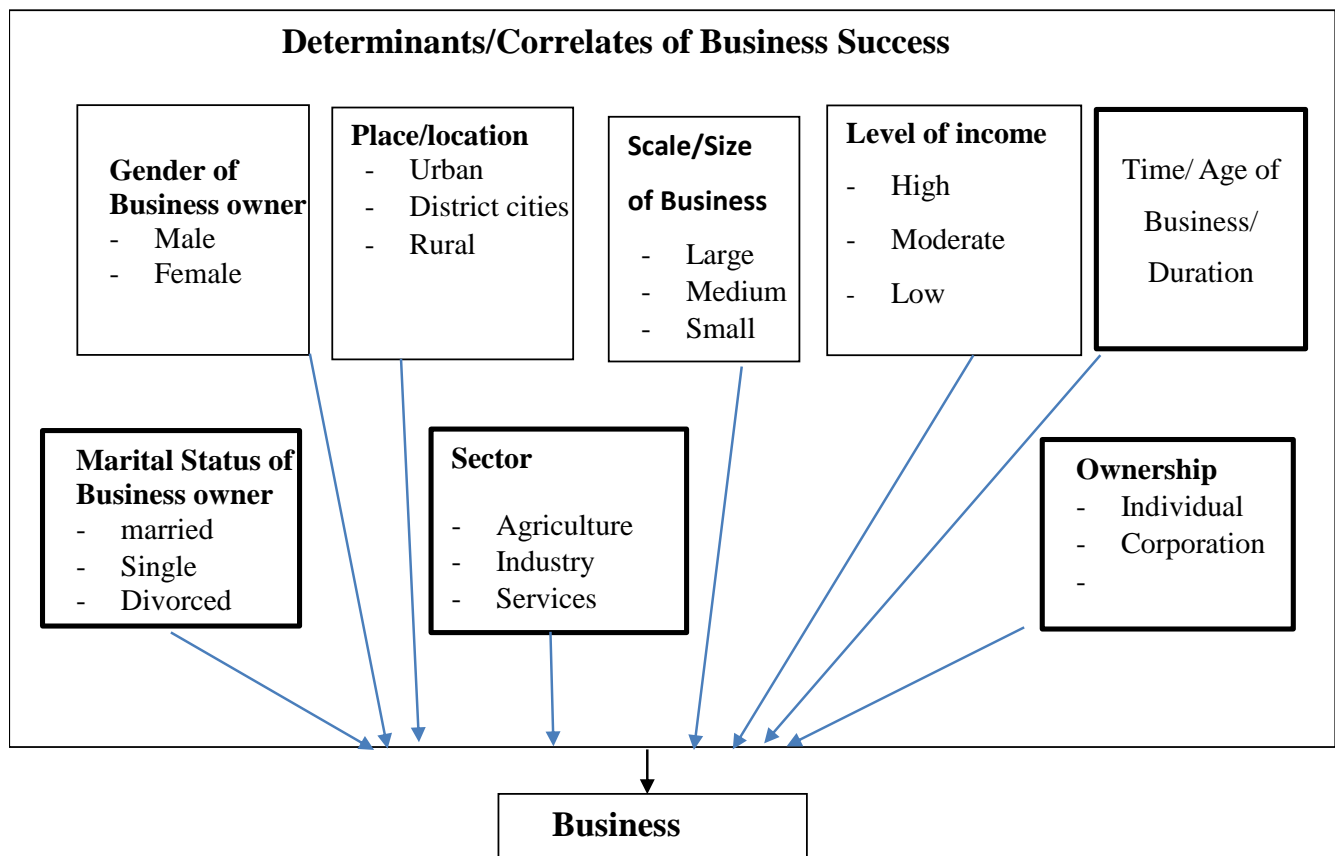 Determinants/Correlates of Business Success
Gender of
Business owner
- Male
- Female
Place/location
- Urban
- District cities
- Rural
Scale/Size
of Business
- Large
- Medium
- Small
Level of income
- High
- Moderate
- Low
Time/ Age of
Business/
Duration
Marital Status of
Business owner
- married
- Single
- Divorced
Sector
- Agriculture
- Industry
- Services
Ownership
- Individual
- Corporation
-
Business